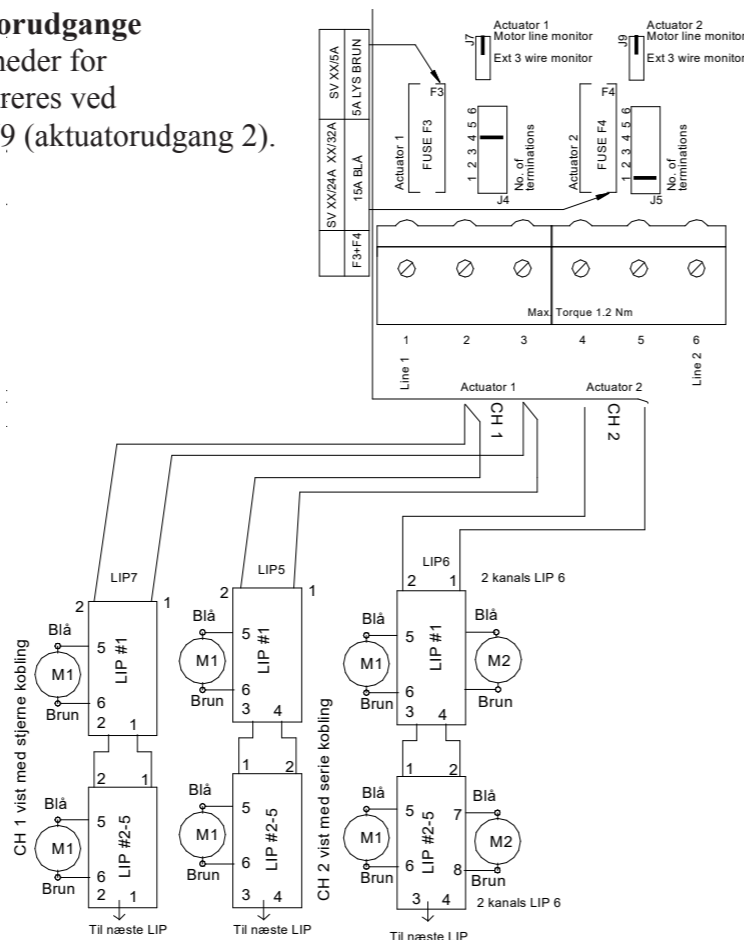 orudgange
neder for
reres ved
9 (aktuatorudgang 2).
SV XX/5A
5A LYS BRUN
SV XX/24A XX/32A
15A BLÅ
F3+F4
Actuator 1
Motor line monitor
J7
Ext 3 wire monitor
Actuator 2
Motor line monitor
J9
Ext 3 wire monitor
Actuator 1
F3
FUSE F3
1 2 3 4 5 6
No. of
terminations
J4
Actuator 2
F4
FUSE F4
1 2 3 4 5 6
No. of
terminations
J5
Max. Torque 1.2 Nm
1 2 3 4 5 6
Line 1
Line 2
Actuator 1 Actuator 2
CH 1
CH 2
CH 1 vist med stjerne kobling
LIP7
2 1
Blå
5
M1
LIP #1
Brun
6
2 1
2 1
Blå
5
M1
LIP #2-5
Brun
6
2 1
Til næste LIP
LIP5
2 1
Blå
5
M1
LIP #1
Brun
6
3 4
1 2
Blå
5
M1
LIP #2-5
Brun
6
3 4
Til næste LIP
CH 2 vist med serie kobling
LIP6
2 1 2 kanals LIP 6
Blå Blå
5
M1
LIP #1
M2
Brun
6
Brun
3 4
1 2
Blå Blå
5 7
M1
LIP #2-5
M2
6 8
Brun Brun
3 4 2 kanals LIP 6
Til næste LIP